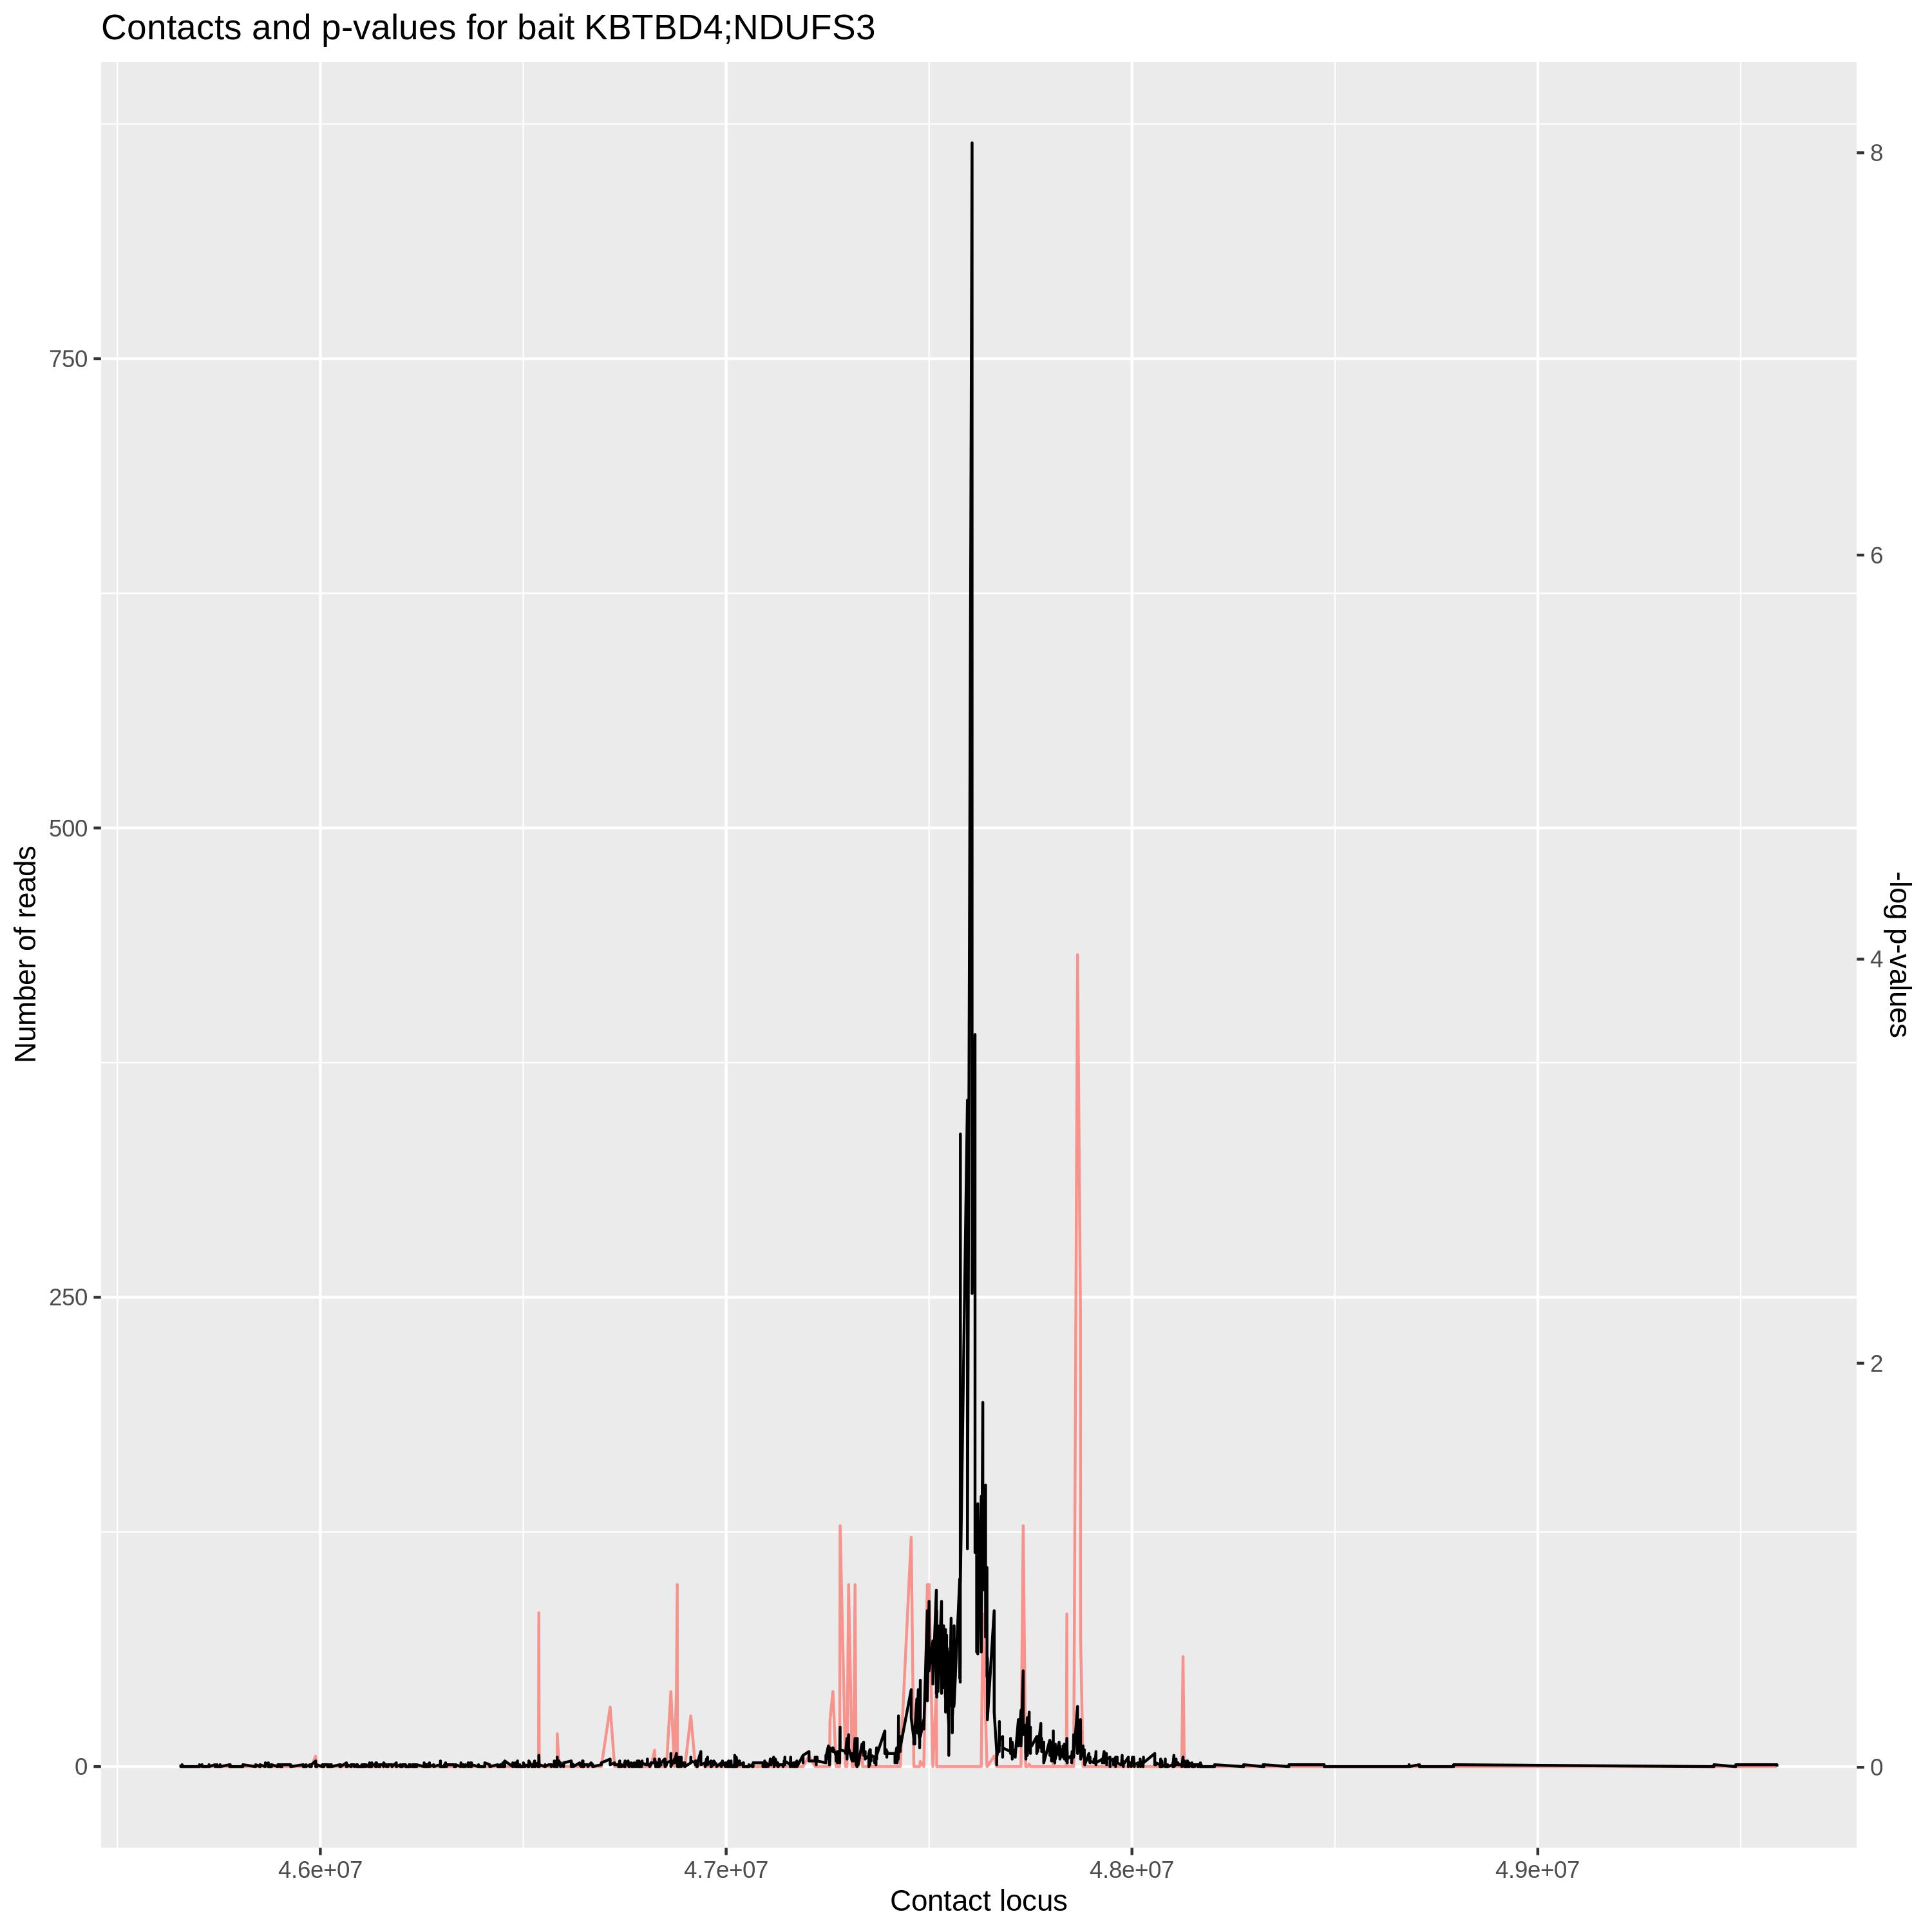 Contacts and p-values for bait KBTBD4;NDUFS3
750
500
250
0
Number of reads
8
6
4
2
0
-log p-values
4.6e+07
4.7e+07
4.8e+07
4.9e+07
Contact locus